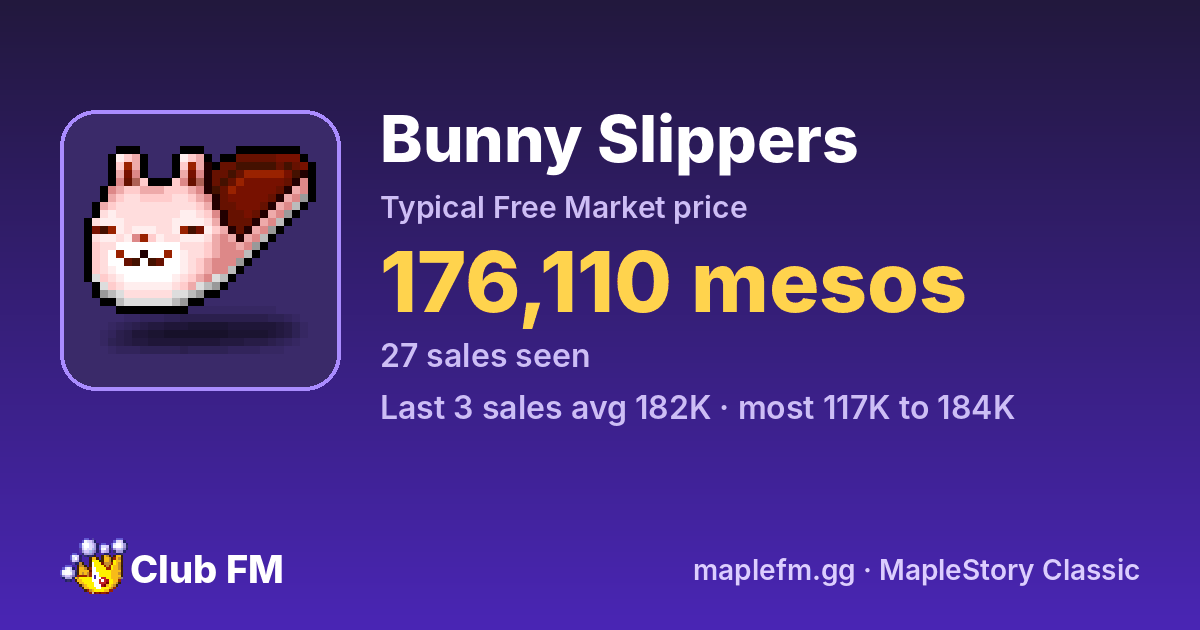 Bunny Slippers
Typical Free Market price
176,110 mesos
27 sales seen
Last 3 sales avg 182K · most 117K to 184K
Club FM
maplefm.gg · MapleStory Classic